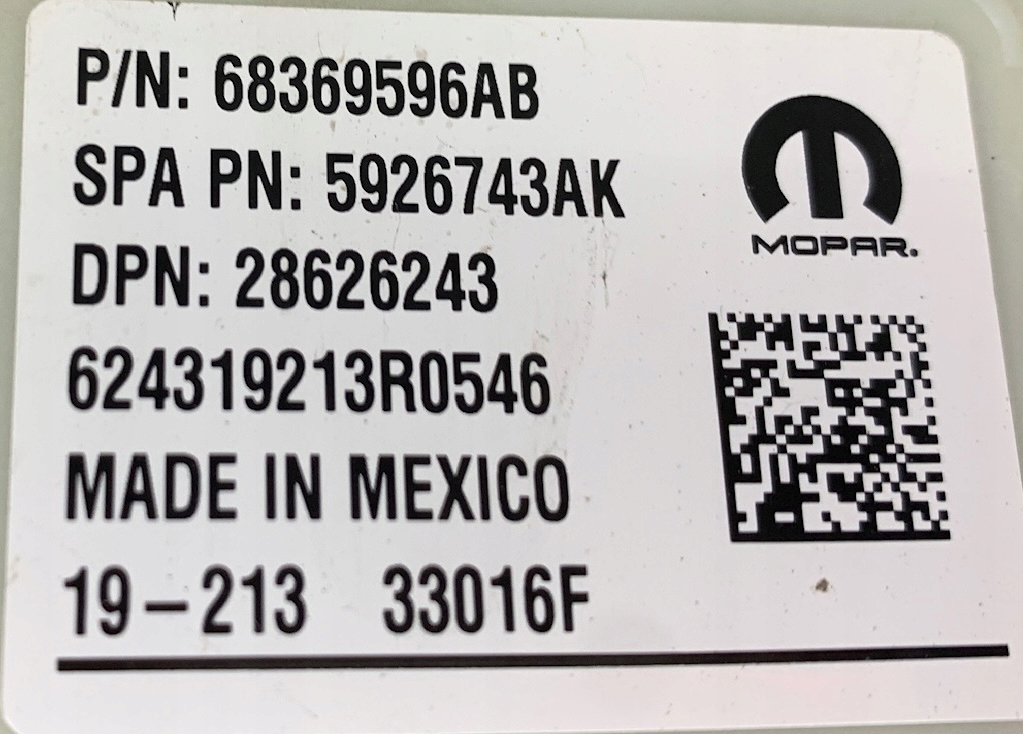 P/N: 68369596AB
SPA PN: 5926743AK
DPN: 28626243
624319213R0546
MADE IN MEXICO
19-213 33016F
MOPAR.